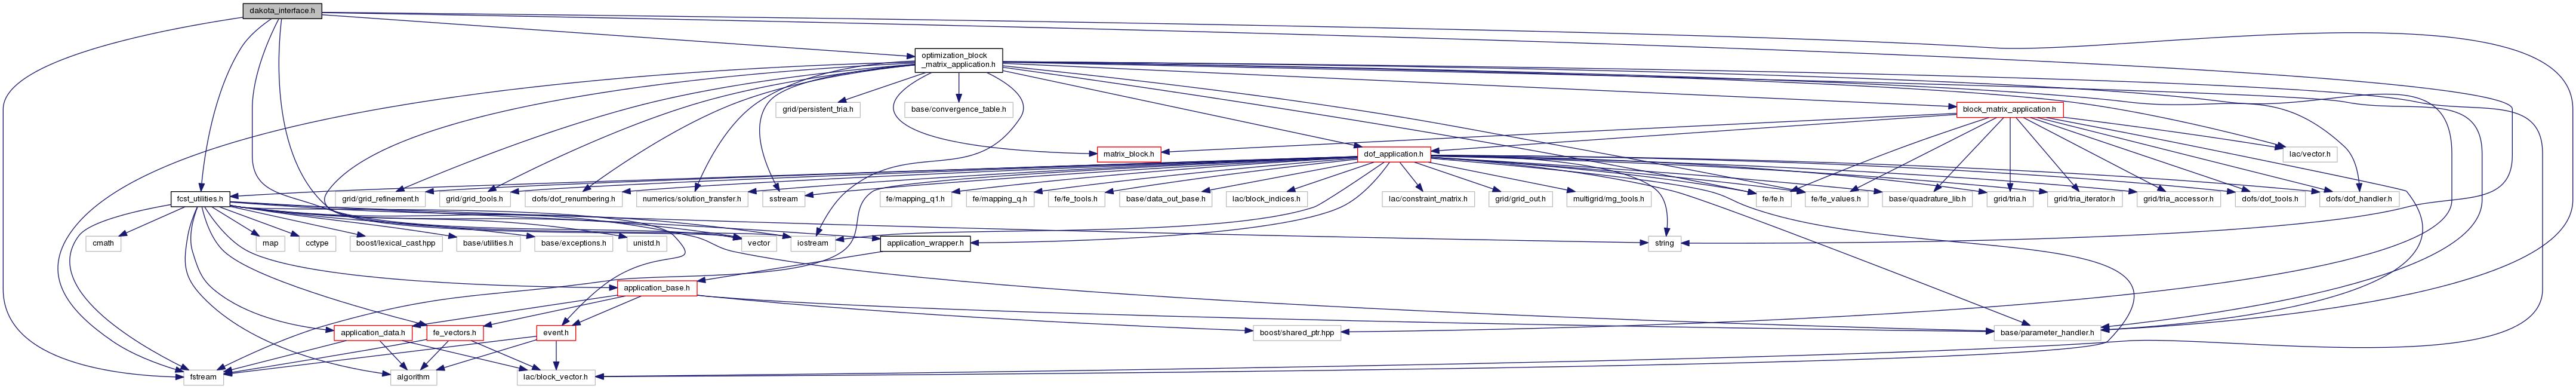 dakota_interface.h
optimization_block
_matrix_application.h
grid/persistent_tria.h
base/convergence_table.h
block_matrix_application.h
matrix_block.h
dof_application.h
lac/vector.h
fcst_utilities.h
grid/grid_refinement.h
grid/grid_tools.h
dofs/dof_renumbering.h
numerics/solution_transfer.h
sstream
fe/mapping_q1.h
fe/mapping_q.h
fe/fe_tools.h
base/data_out_base.h
lac/block_indices.h
lac/constraint_matrix.h
grid/grid_out.h
multigrid/mg_tools.h
fe/fe.h
fe/fe_values.h
base/quadrature_lib.h
grid/tria.h
grid/tria_iterator.h
grid/tria_accessor.h
dofs/dof_tools.h
dofs/dof_handler.h
cmath
map
cctype
boost/lexical_cast.hpp
base/utilities.h
base/exceptions.h
unistd.h
vector
iostream
application_wrapper.h
string
application_base.h
application_data.h
fe_vectors.h
event.h
boost/shared_ptr.hpp
base/parameter_handler.h
fstream
algorithm
lac/block_vector.h